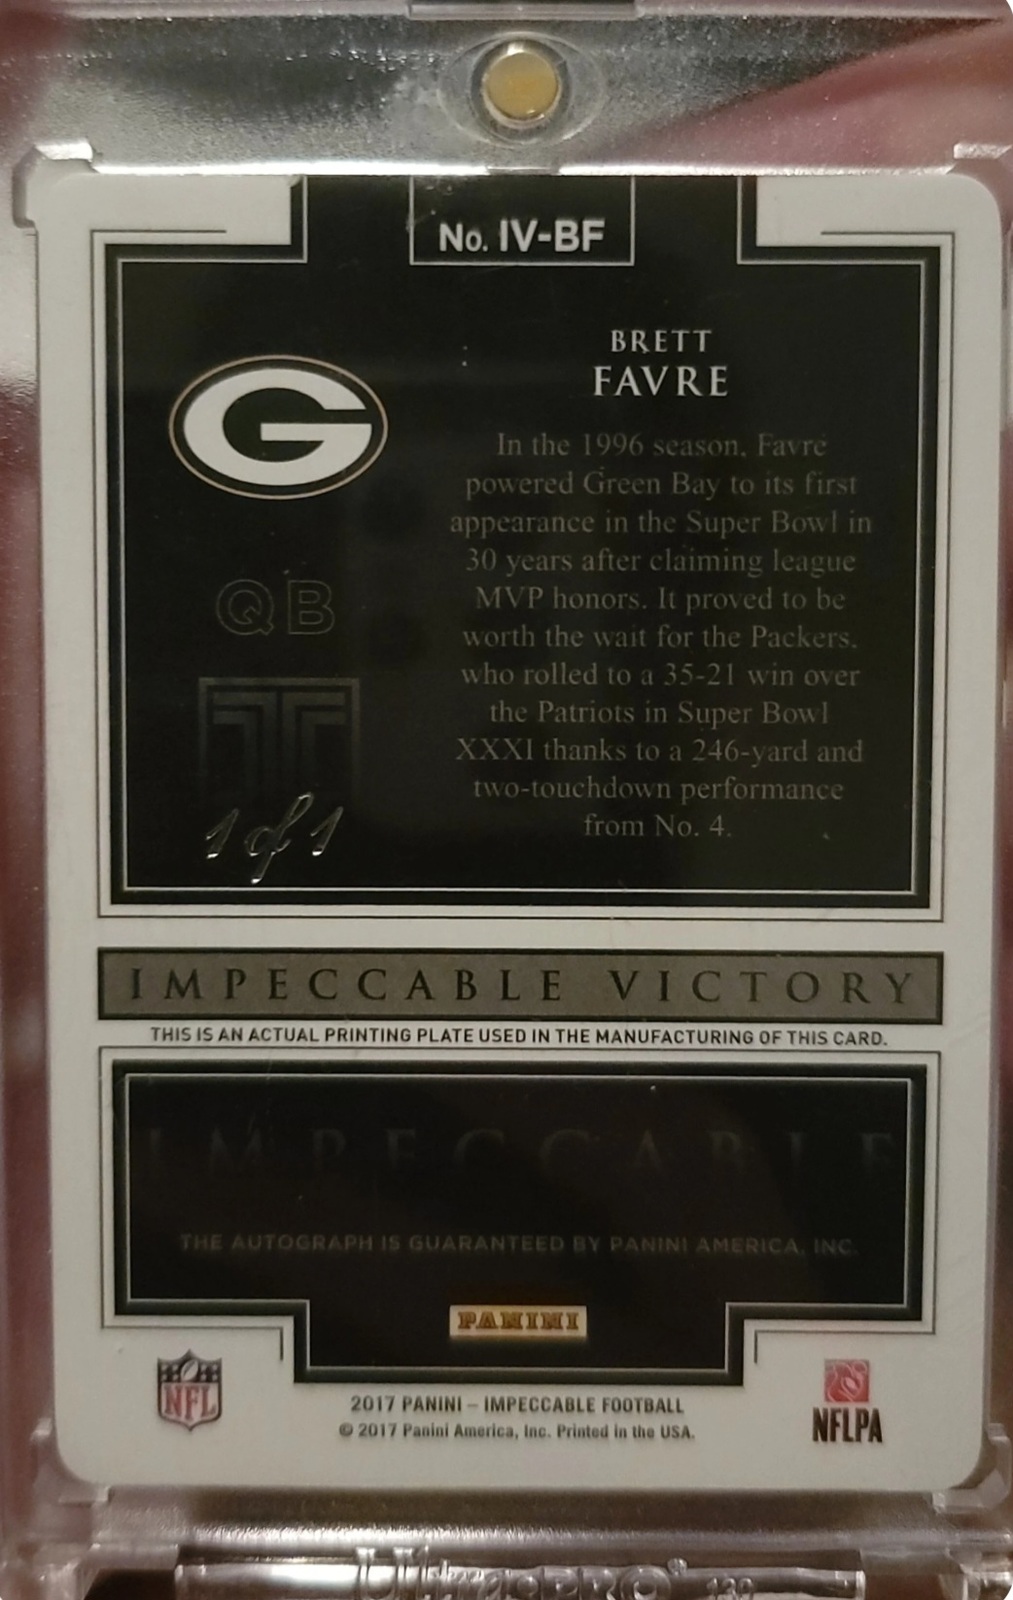 No. IV-BF
BRETT
FAVRE
G
In the 1996 season, Favre
powered Green Bay to its first
appearance in the Super Bowl in
30 years after claiming league
MVP honors. It proved to be
worth the wait for the Packers,
who rolled to a 35-21 win over
the Patriots in Super Bowl
XXXI thanks to a 246-yard and
two-touchdown performance
from No. 4.
QB
1 of 1
IMPECCABLE VICTORY
THIS IS AN ACTUAL PRINTING PLATE USED IN THE MANUFACTURING OF THIS CARD.
IMPECCABLE
THE AUTOGRAPH IS GUARANTEED BY PANINI AMERICA, INC.
PANINI
NFL
2017 PANINI – IMPECCABLE FOOTBALL
© 2017 Panini America, Inc. Printed in the USA.
NFLPA
UltraPRO® 130